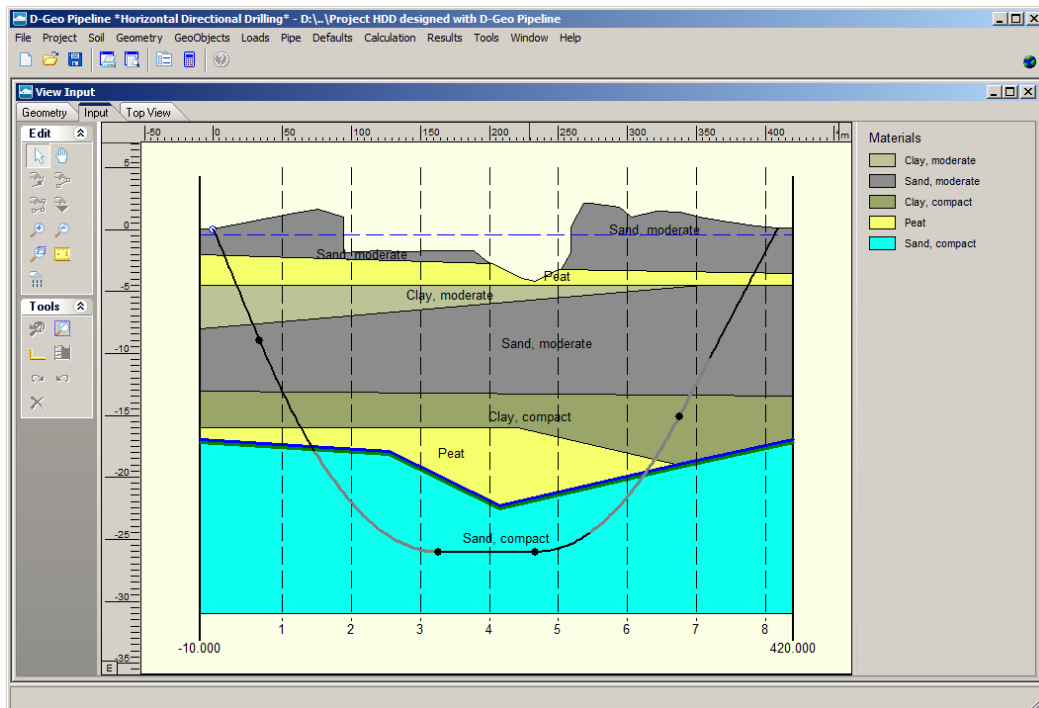 D-Geo Pipeline *Horizontal Directional Drilling* - D:\..\Project HDD designed with D-Geo Pipeline
File Project Soil Geometry GeoObjects Loads Pipe Defaults Calculation Results Tools Window Help
View Input
Geometry Input Top View
Edit
-50 0 50 100 150 200 250 300 350 400 m
Materials
Clay, moderate
Sand, moderate
Clay, compact
Peat
Sand, compact
5
0
-5
-10
-15
-20
-25
-30
-35
Sand, moderate
Sand, moderate
Peat
Clay, moderate
Tools
Sand, moderate
Clay, compact
Peat
Sand, compact
1 2 3 4 5 6 7 8
-10.000 420.000
E